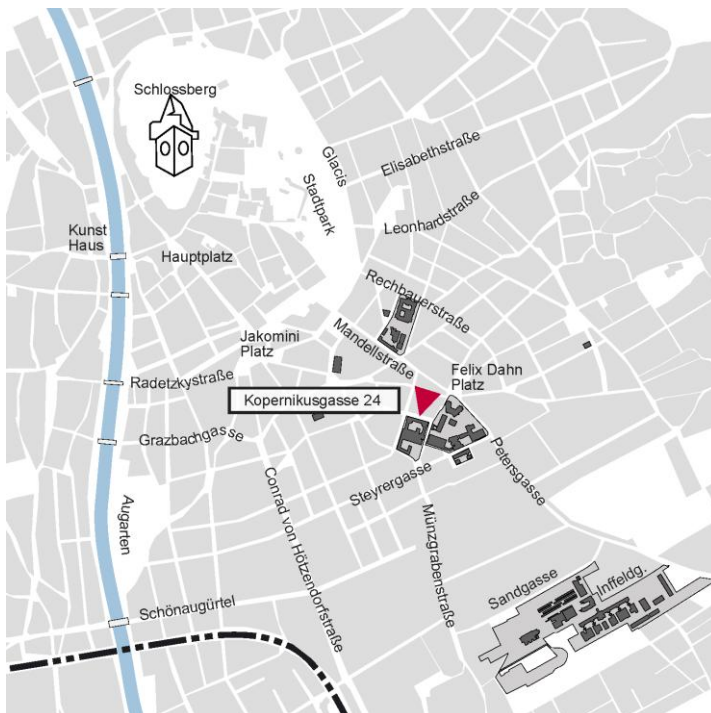 Schlossberg
Elisabethstraße
Glacis
Stadtpark
Leonhardstraße
Kunst
Haus
Hauptplatz
Rechbauerstraße
Mandellstraße
Jakomini
Platz
Felix Dahn
Platz
Radetzkystraße
Kopernikusgasse 24
Grazbachgasse
Petersgasse
Steyrergasse
Augarten
Conrad von Hötzendorfstraße
Münzgrabenstraße
Sandgasse
Inffeldg.
Schönaugürtel